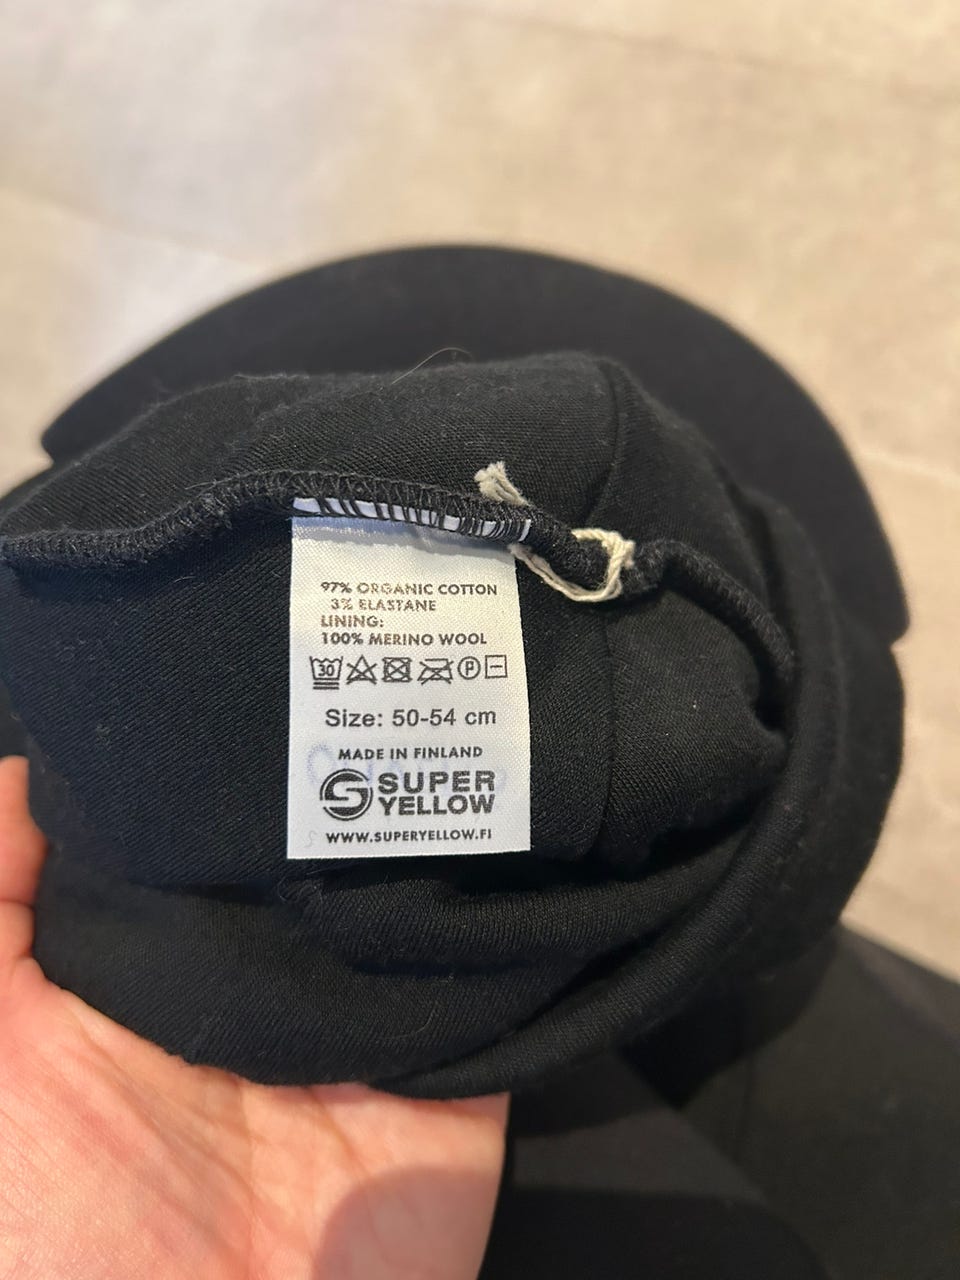 97% ORGANIC COTTON
3% ELASTANE
LINING:
100% MERINO WOOL
30 P
Size: 50-54 cm
MADE IN FINLAND
SUPER
YELLOW
WWW.SUPERYELLOW.FI